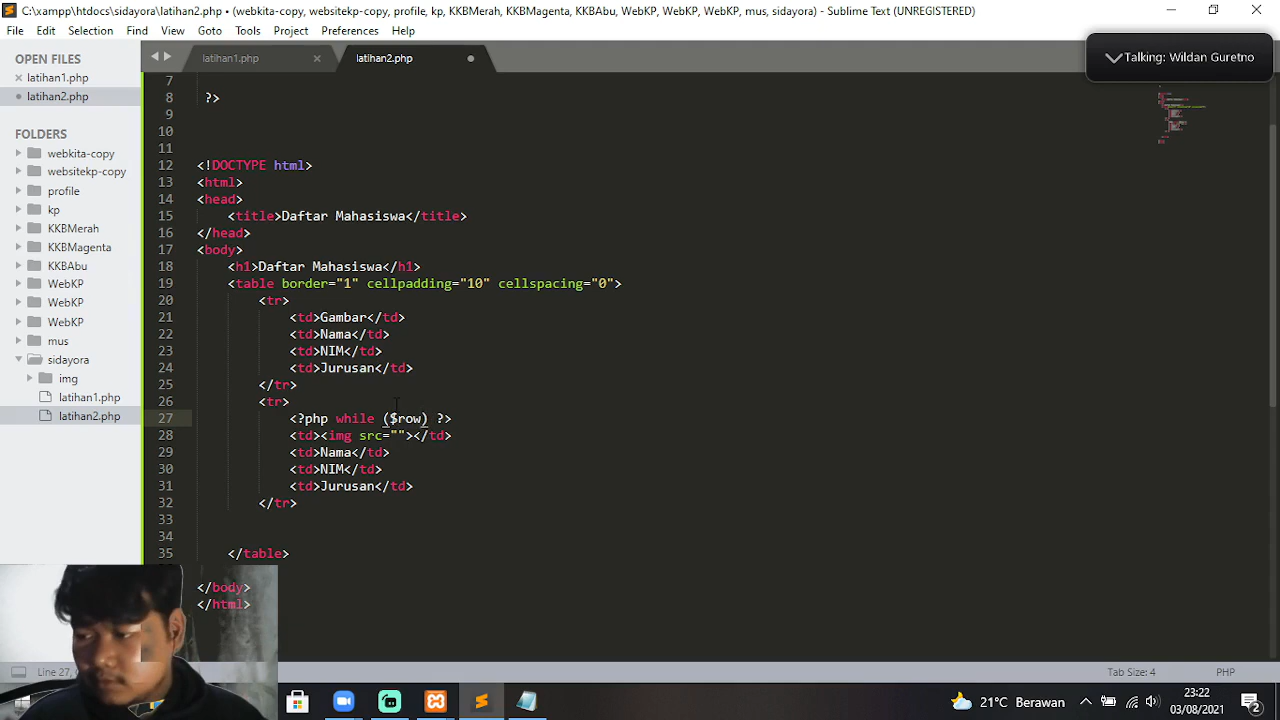 C:\xampp\htdocs\sidayora\latihan2.php • (webkita-copy, websitekp-copy, profile, kp, KKBMerah, KKBMagenta, KKBAbu, WebKP, WebKP, WebKP, mus, sidayora) - Sublime Text (UNREGISTERED)
File Edit Selection Find View Goto Tools Project Preferences Help
OPEN FILES
latihan1.php
latihan2.php
FOLDERS
webkita-copy
websitekp-copy
profile
kp
KKBMerah
KKBMagenta
KKBAbu
WebKP
WebKP
WebKP
mus
sidayora
img
latihan1.php
latihan2.php
latihan1.php
latihan2.php
Talking: Wildan Guretno
7
8 ?>
9
10
11
12 <!DOCTYPE html>
13 <html>
14 <head>
15 <title>Daftar Mahasiswa</title>
16 </head>
17 <body>
18 <h1>Daftar Mahasiswa</h1>
19 <table border="1" cellpadding="10" cellspacing="0">
20 <tr>
21 <td>Gambar</td>
22 <td>Nama</td>
23 <td>NIM</td>
24 <td>Jurusan</td>
25 </tr>
26 <tr>
27 <?php while ($row) ?>
28 <td><img src=""></td>
29 <td>Nama</td>
30 <td>NIM</td>
31 <td>Jurusan</td>
32 </tr>
33
34
35 </table>
</body>
</html>
Line 27,
Tab Size: 4 PHP
21°C Berawan
23:22
03/08/2021
2